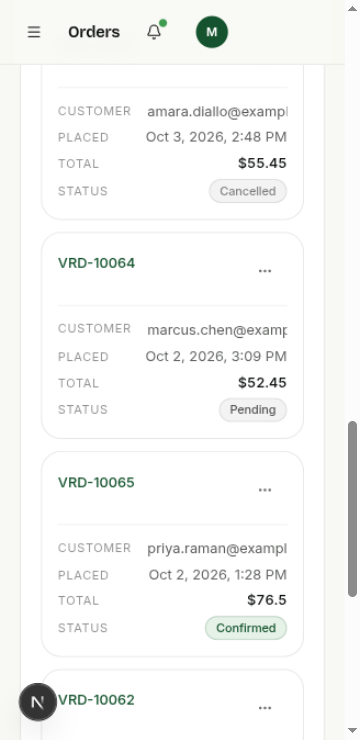 Orders
M
CUSTOMER amara.diallo@exampl
PLACED Oct 3, 2026, 2:48 PM
TOTAL $55.45
STATUS Cancelled
VRD-10064 ...
CUSTOMER marcus.chen@examp
PLACED Oct 2, 2026, 3:09 PM
TOTAL $52.45
STATUS Pending
VRD-10065 ...
CUSTOMER priya.raman@exampl
PLACED Oct 2, 2026, 1:28 PM
TOTAL $76.5
STATUS Confirmed
N
VRD-10062 ...